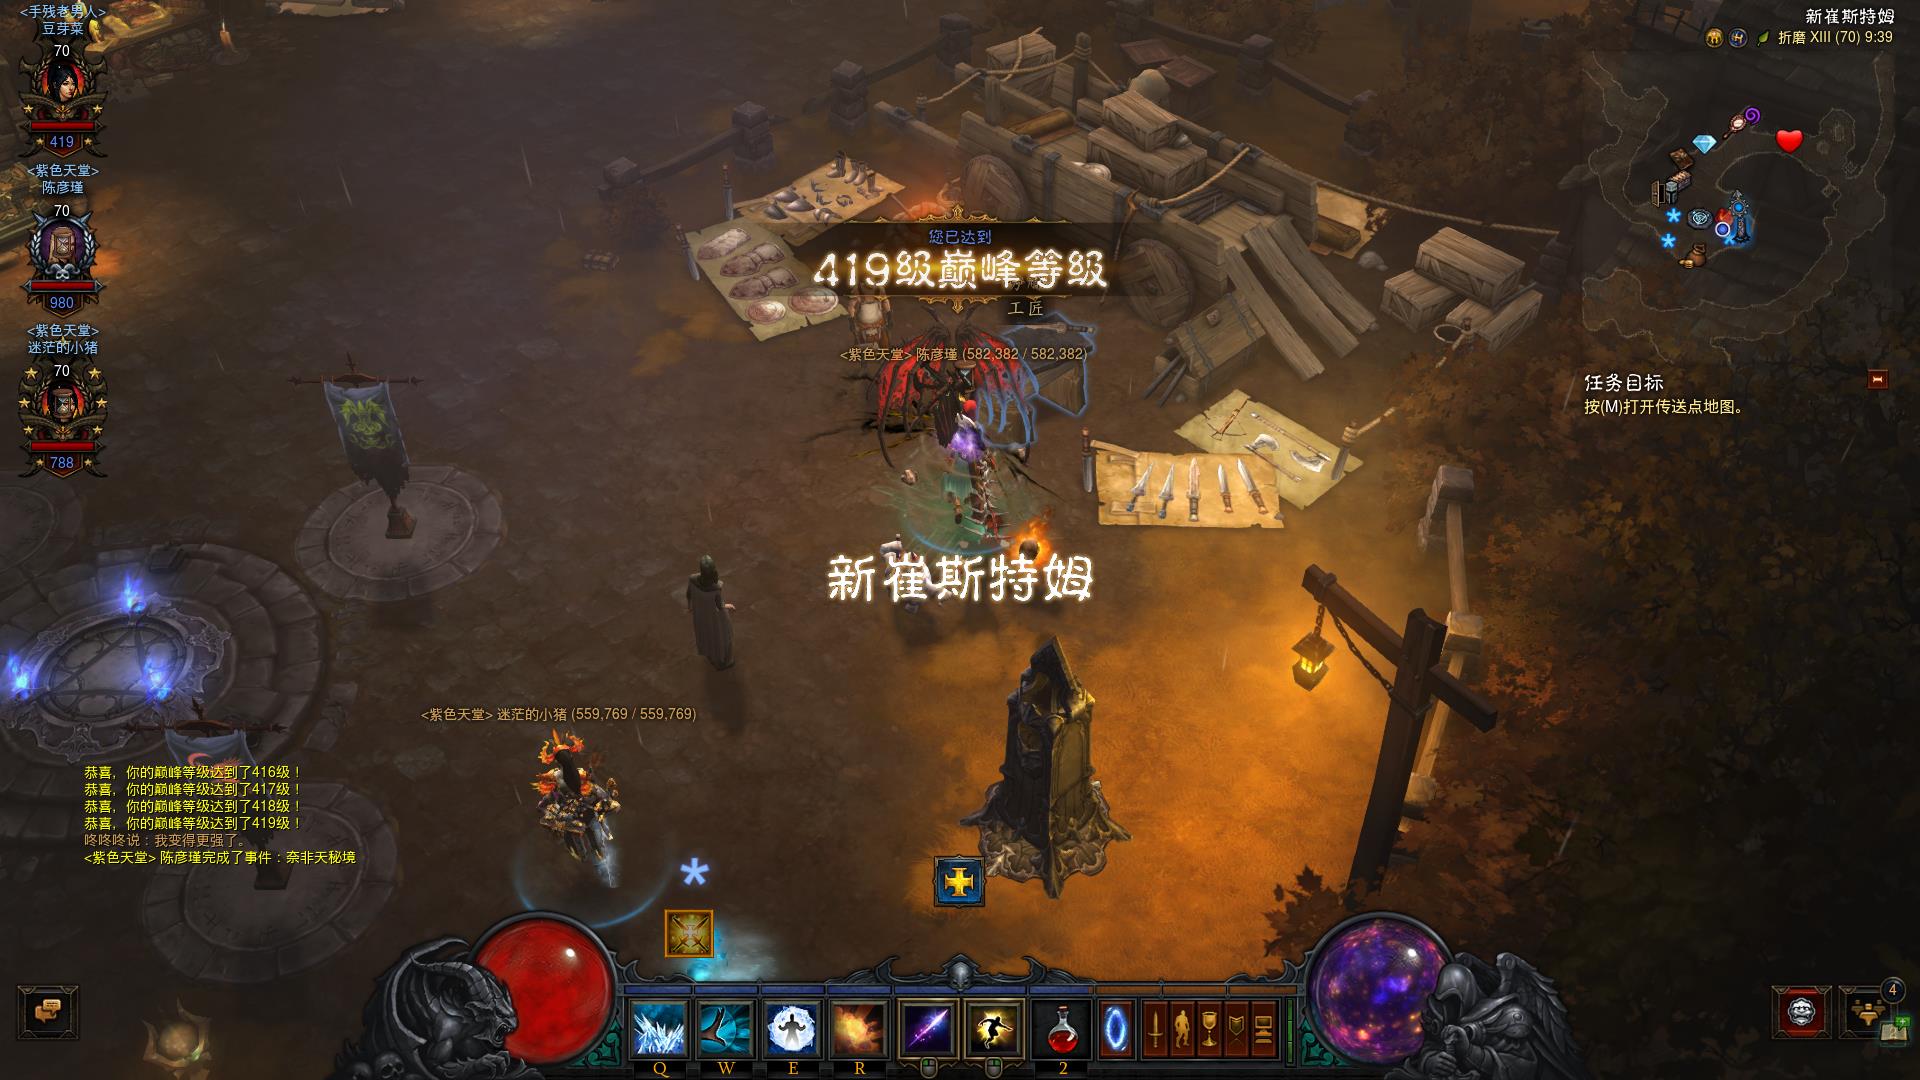 <手残老男人>
豆芽菜
70
419
<紫色天堂>
陈彦瑾
70
980
<紫色天堂>
迷茫的小猪
70
788
新崔斯特姆
折磨 XIII (70) 9:39
任务目标
按(M)打开传送点地图。
您已达到
419级巅峰等级
工匠
<紫色天堂> 陈彦瑾 (582,382 / 582,382)
新崔斯特姆
<紫色天堂> 迷茫的小猪 (559,769 / 559,769)
恭喜，你的巅峰等级达到了416级！
恭喜，你的巅峰等级达到了417级！
恭喜，你的巅峰等级达到了418级！
恭喜，你的巅峰等级达到了419级！
咚咚咚说：我变得更强了。
<紫色天堂> 陈彦瑾完成了事件：奈非天秘境
Q W E R 2
4